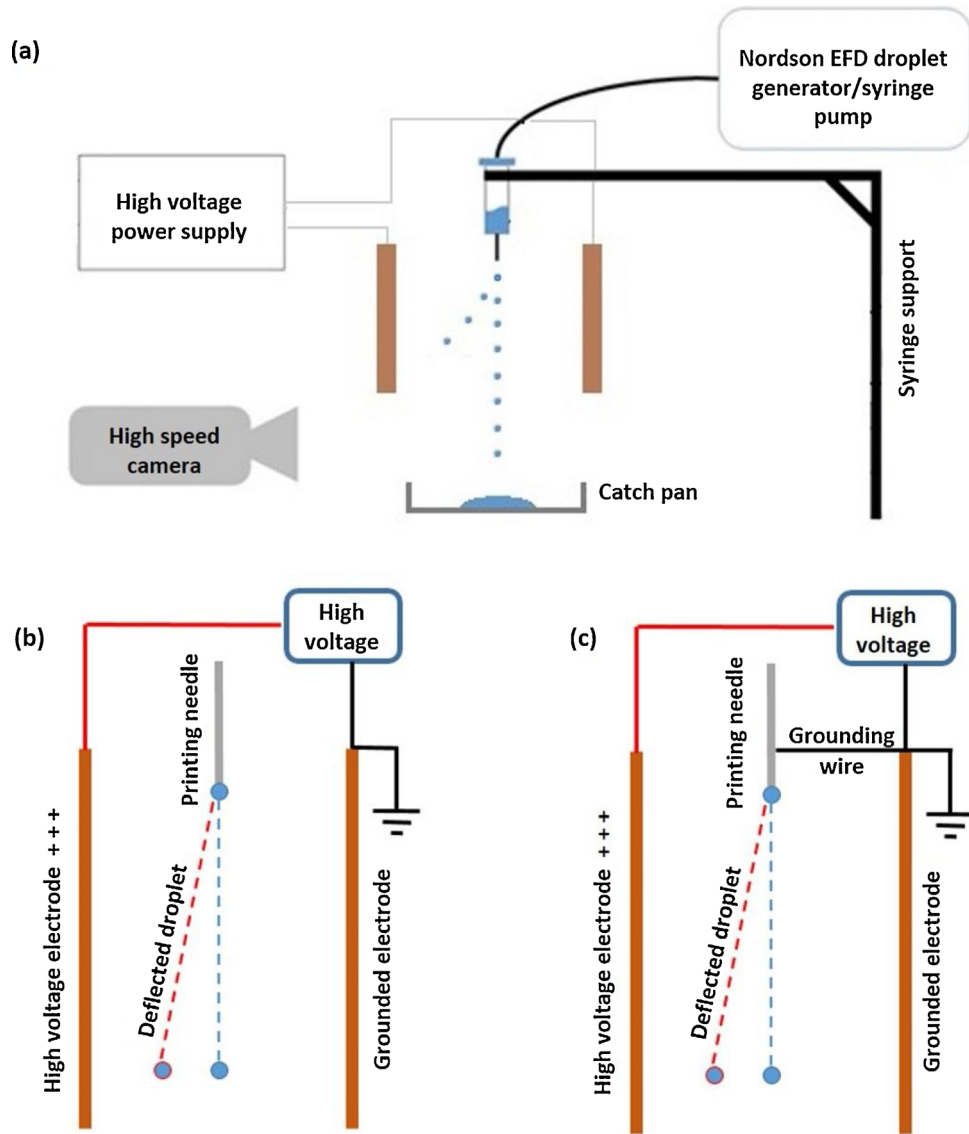 (a)
Nordson EFD droplet
generator/syringe
pump
High voltage
power supply
Syringe support
High speed
camera
Catch pan
(b)
High
voltage
Printing needle
High voltage electrode +++
Deflected droplet
Grounded electrode
(c)
High
voltage
Printing needle
Grounding
wire
High voltage electrode +++
Deflected droplet
Grounded electrode